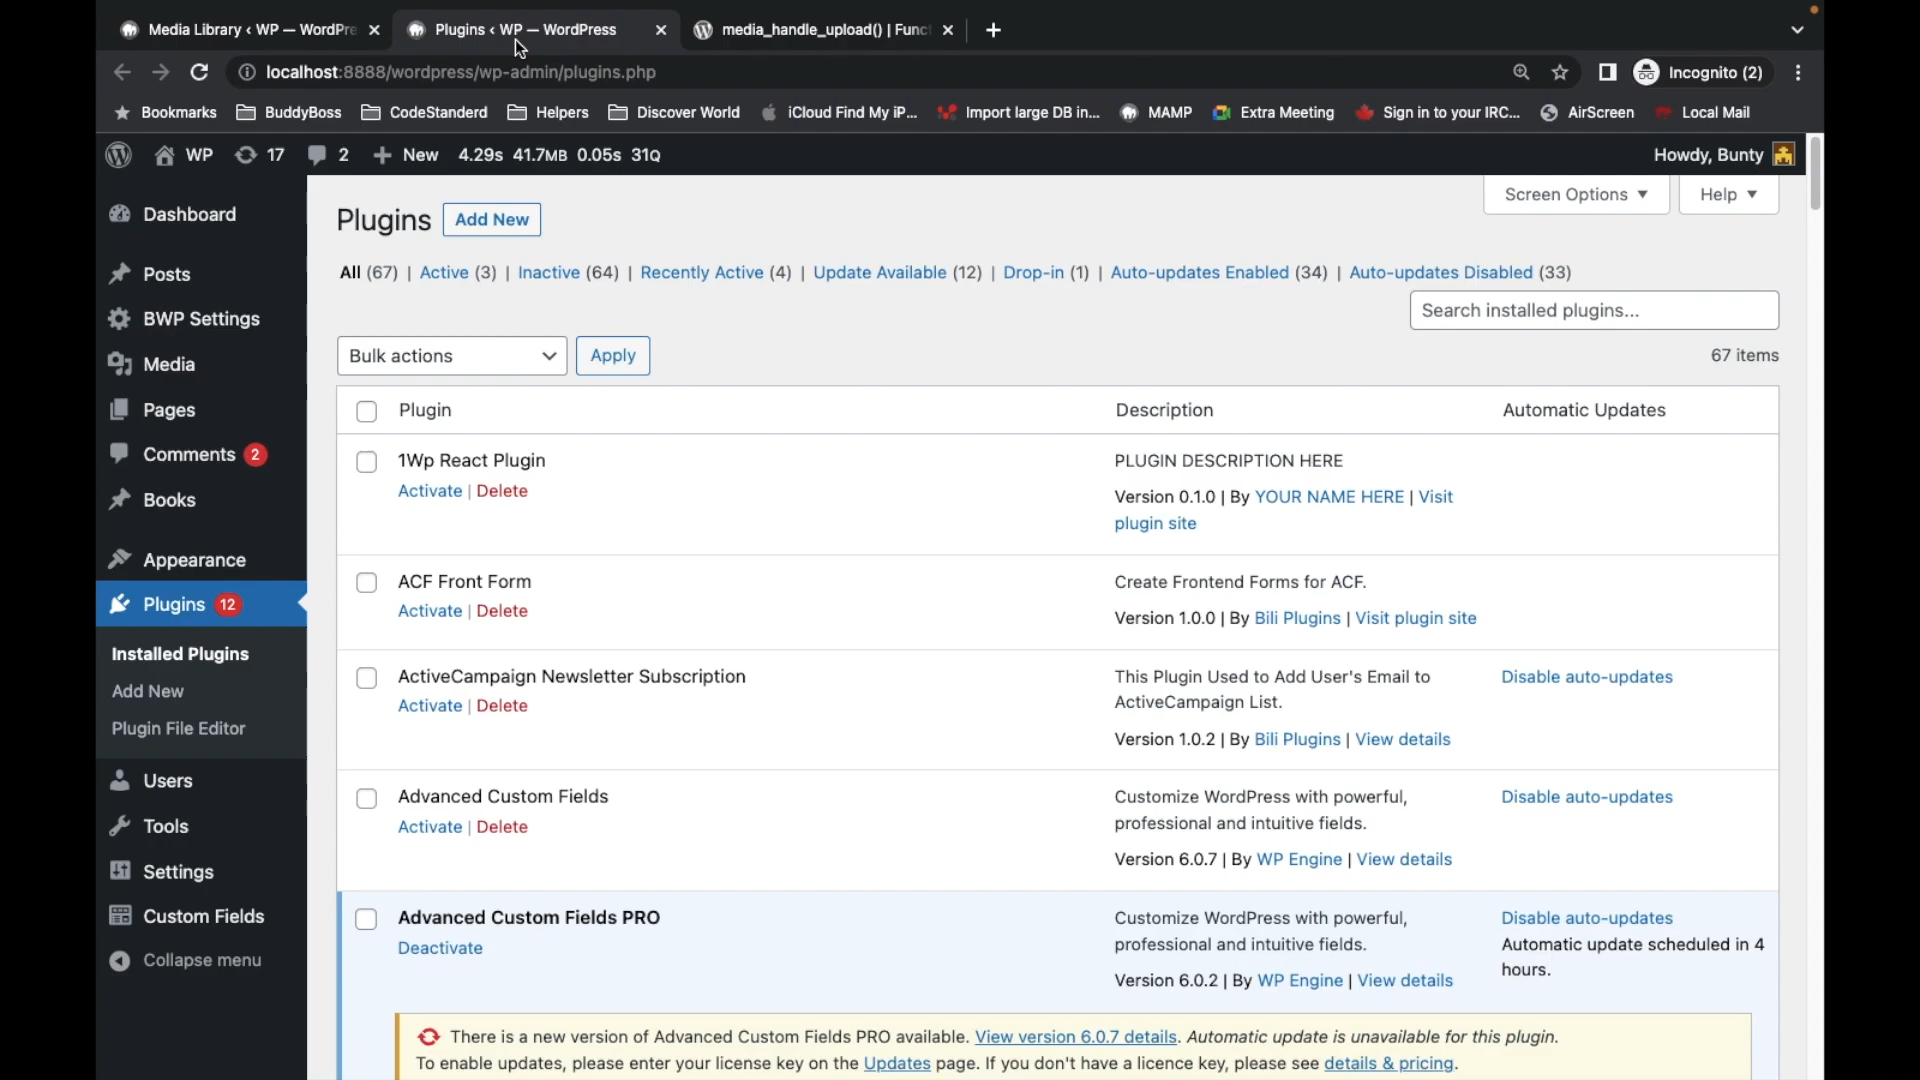 Media Library ‹ WP — WordPre
Plugins ‹ WP — WordPress
media_handle_upload() | Func
localhost:8888/wordpress/wp-admin/plugins.php
Incognito (2)
Bookmarks BuddyBoss CodeStanderd Helpers Discover World iCloud Find My iP... Import large DB in... MAMP Extra Meeting Sign in to your IRC... AirScreen Local Mail
WP 17 2 New 4.29s 41.7MB 0.05s 31Q Howdy, Bunty
Dashboard
Posts
BWP Settings
Media
Pages
Comments 2
Books
Appearance
Plugins 12
Installed Plugins
Add New
Plugin File Editor
Users
Tools
Settings
Custom Fields
Collapse menu
Screen Options ▼ Help ▼
Plugins Add New
All (67) | Active (3) | Inactive (64) | Recently Active (4) | Update Available (12) | Drop-in (1) | Auto-updates Enabled (34) | Auto-updates Disabled (33)
Search installed plugins...
Bulk actions Apply 67 items
Plugin Description Automatic Updates
1Wp React Plugin
Activate | Delete
PLUGIN DESCRIPTION HERE
Version 0.1.0 | By YOUR NAME HERE | Visit
plugin site
ACF Front Form
Activate | Delete
Create Frontend Forms for ACF.
Version 1.0.0 | By Bili Plugins | Visit plugin site
ActiveCampaign Newsletter Subscription
Activate | Delete
This Plugin Used to Add User's Email to
ActiveCampaign List.
Version 1.0.2 | By Bili Plugins | View details
Disable auto-updates
Advanced Custom Fields
Activate | Delete
Customize WordPress with powerful,
professional and intuitive fields.
Version 6.0.7 | By WP Engine | View details
Disable auto-updates
Advanced Custom Fields PRO
Deactivate
Customize WordPress with powerful,
professional and intuitive fields.
Version 6.0.2 | By WP Engine | View details
Disable auto-updates
Automatic update scheduled in 4
hours.
There is a new version of Advanced Custom Fields PRO available. View version 6.0.7 details. Automatic update is unavailable for this plugin.
To enable updates, please enter your license key on the Updates page. If you don't have a licence key, please see details & pricing.